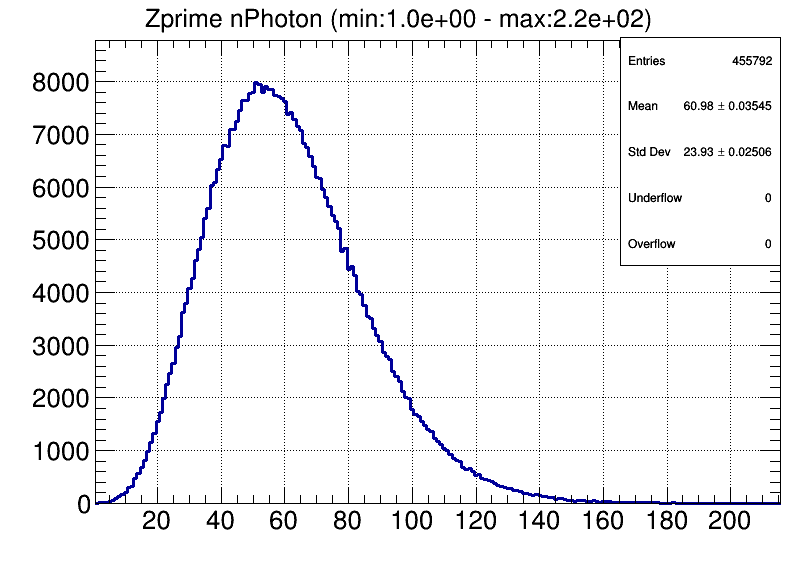 Zprime nPhoton (min:1.0e+00 - max:2.2e+02)
Entries 455792
Mean 60.98 ± 0.03545
Std Dev 23.93 ± 0.02506
Underflow 0
Overflow 0
8000
7000
6000
5000
4000
3000
2000
1000
0
20 40 60 80 100 120 140 160 180 200